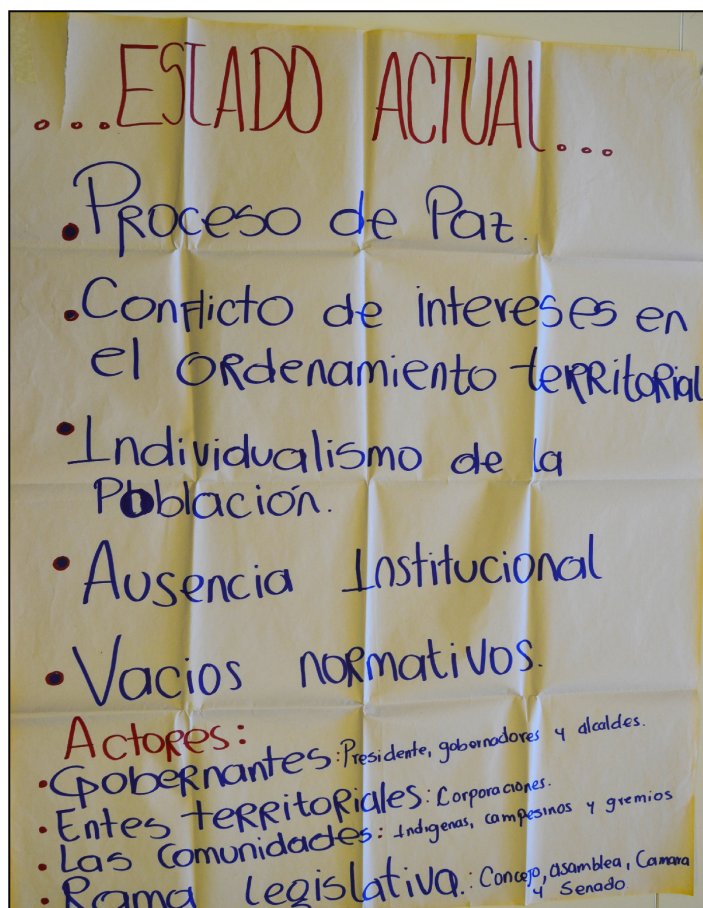 ...ESTADO ACTUAL...
• Proceso de Paz.
• Conflicto de intereses en
el ordenamiento territorial
• Individualismo de la
Población.
• Ausencia Institucional
• Vacios normativos.
Actores:
• Gobernantes: Presidente, gobernadores y alcaldes.
• Entes territoriales: Corporaciones.
• Las comunidades: Indigenas, campesinos y gremios
• Rama legislativa.: Concejo, asamblea, Camara
y Senado